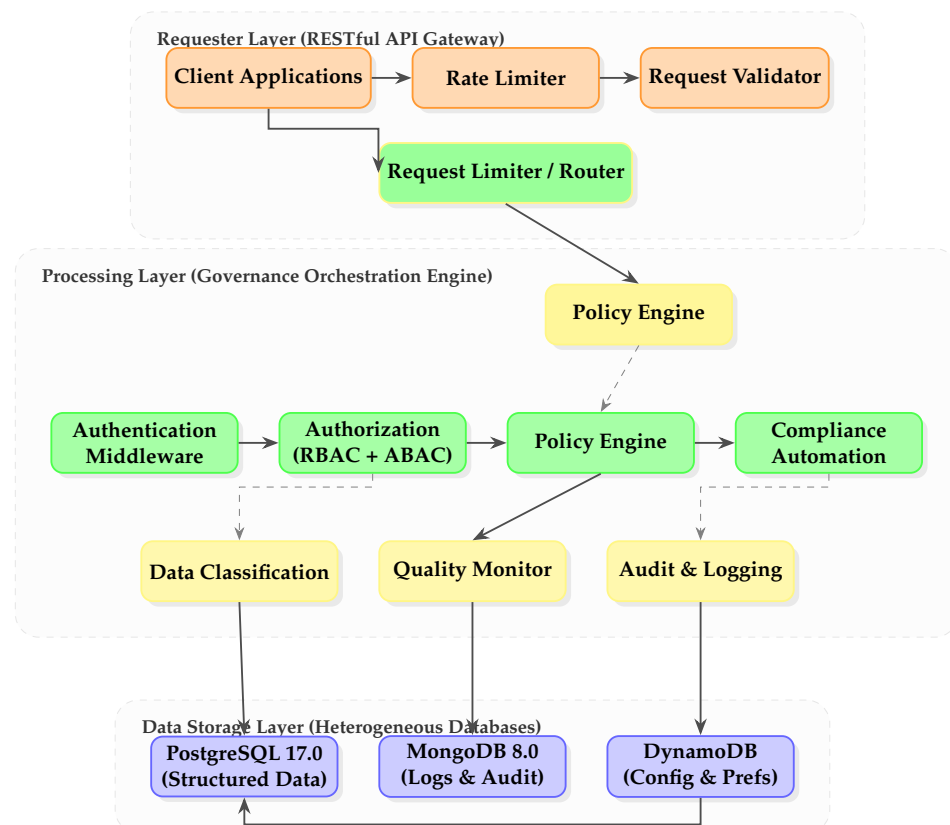 Requester Layer (RESTful API Gateway)
Client Applications
Rate Limiter
Request Validator
Request Limiter / Router
Processing Layer (Governance Orchestration Engine)
Policy Engine
Authentication
Middleware
Authorization
(RBAC + ABAC)
Policy Engine
Compliance
Automation
Data Classification
Quality Monitor
Audit & Logging
Data Storage Layer (Heterogeneous Databases)
PostgreSQL 17.0
(Structured Data)
MongoDB 8.0
(Logs & Audit)
DynamoDB
(Config & Prefs)